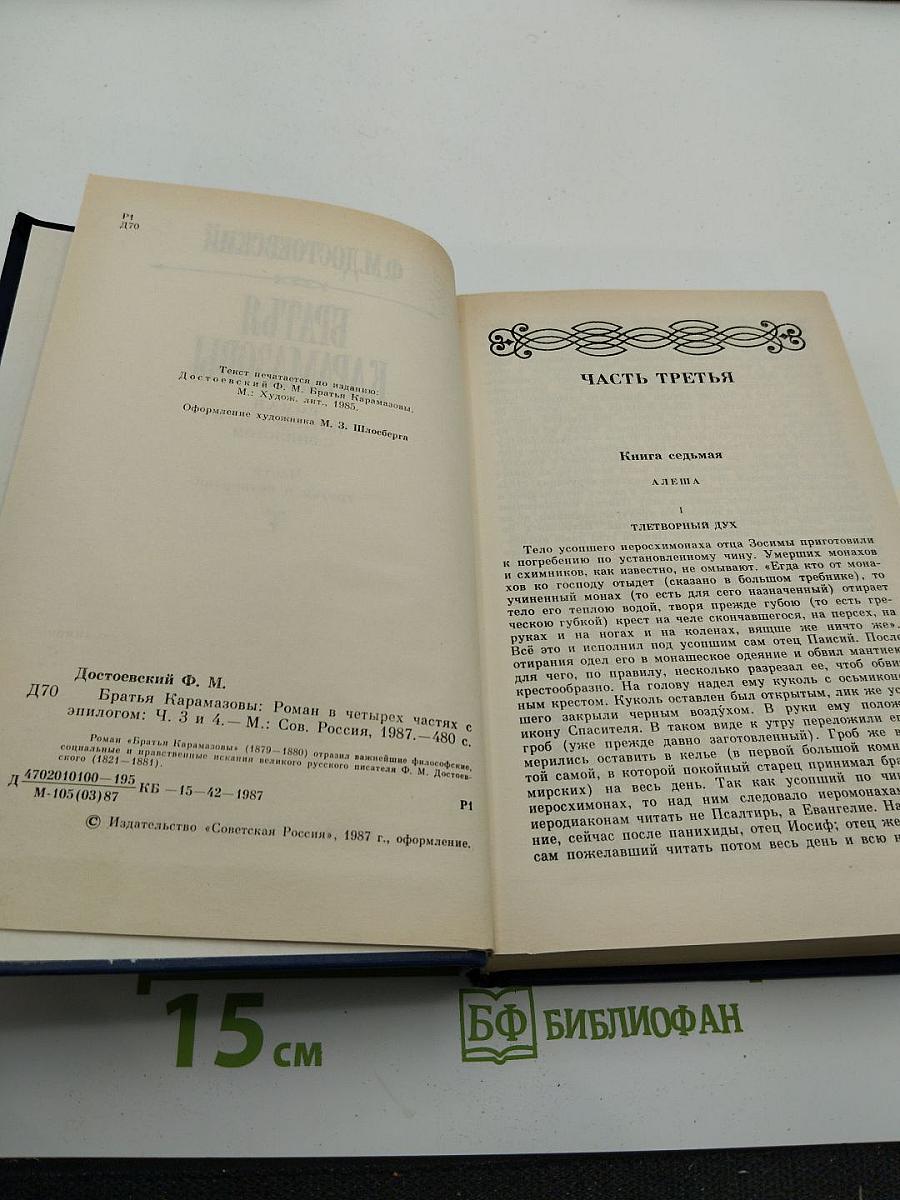 Р1
Д70
Ф.М.ДОСТОЕВСКИЙ
БРАТЬЯ
КАРАМАЗОВЫ
Текст печатается по изданию:
Достоевский Ф. М. Братья Карамазовы.
М.: Худож. лит., 1985.
Оформление художника М. З. Шлосберга
Достоевский Ф. М.
Д70 Братья Карамазовы: Роман в четырех частях с
эпилогом: Ч. 3 и 4.— М.: Сов. Россия, 1987.—480 с.
Роман «Братья Карамазовы» (1879—1880) отразил важнейшие философские,
социальные и нравственные искания великого русского писателя Ф. М. Достоев-
ского (1821—1881).
Д 4702010100—195
М-105(03)87 КБ—15—42—1987
Р1
© Издательство «Советская Россия», 1987 г., оформление.
ЧАСТЬ ТРЕТЬЯ
Книга седьмая
АЛЕША
I
ТЛЕТВОРНЫЙ ДУХ
Тело усопшего иеросхимонаха отца Зосимы приготовили
к погребению по установленному чину. Умерших монахов
и схимников, как известно, не омывают. «Егда кто от мона-
хов ко господу отыдет (сказано в большом требнике), то
учиненный монах (то есть для сего назначенный) отирает
тело его теплою водой, творя прежде губою (то есть гре-
ческою губкой) крест на челе скончавшегося, на персех, на
руках и на ногах и на коленах, вящше же ничто же».
Всё это и исполнил под усопшим сам отец Паисий. После
отирания одел его в монашеское одеяние и обвил мантиею
для чего, по правилу, несколько разрезал ее, чтоб обви
крестообразно. На голову надел ему куколь с осьмиконе
ным крестом. Куколь оставлен был открытым, лик же ус
шего закрыли черным возду́хом. В руки ему полож
икону Спасителя. В таком виде к утру переложили ег
гроб (уже прежде давно заготовленный). Гроб же в
мерились оставить в келье (в первой большой комн
той самой, в которой покойный старец принимал бра
мирских) на весь день. Так как усопший по чин
иеросхимонах, то над ним следовало иеромонахам
иеродиаконам читать не Псалтирь, а Евангелие. На
ние, сейчас после панихиды, отец Иосиф; отец же
сам пожелавший читать потом весь день и всю н
15 см
БФ БИБЛИОФАН